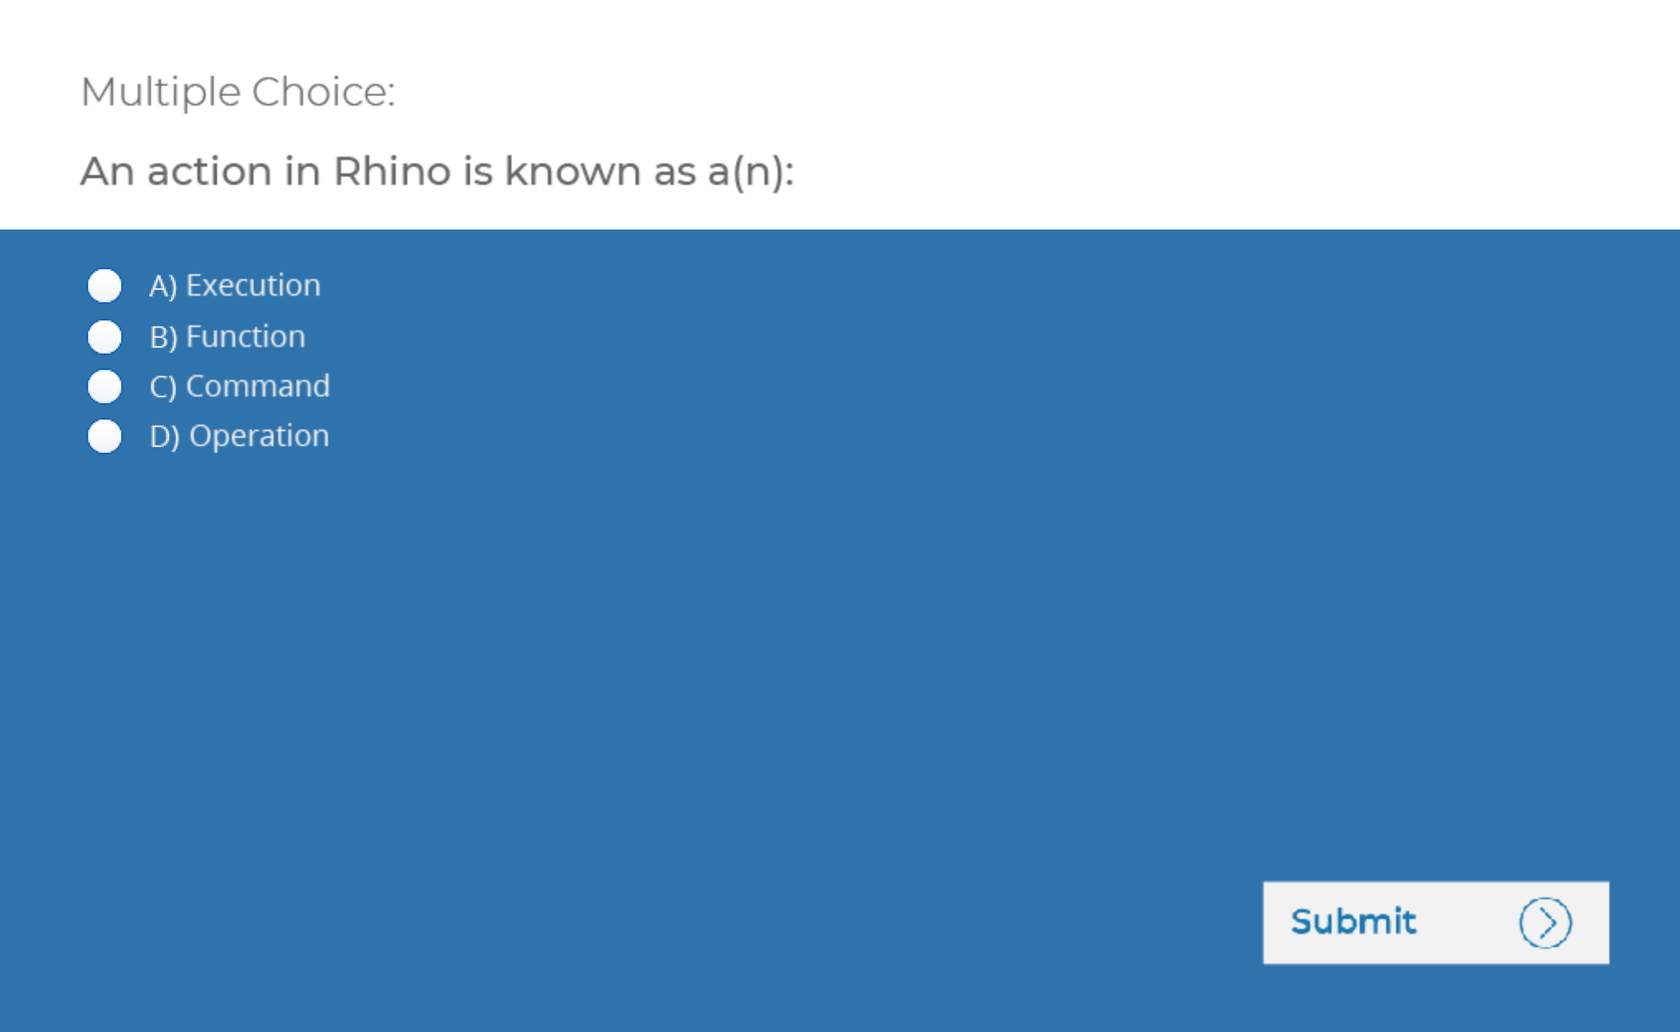 Multiple Choice:
An action in Rhino is known as a(n):
A) Execution
B) Function
C) Command
D) Operation
Submit